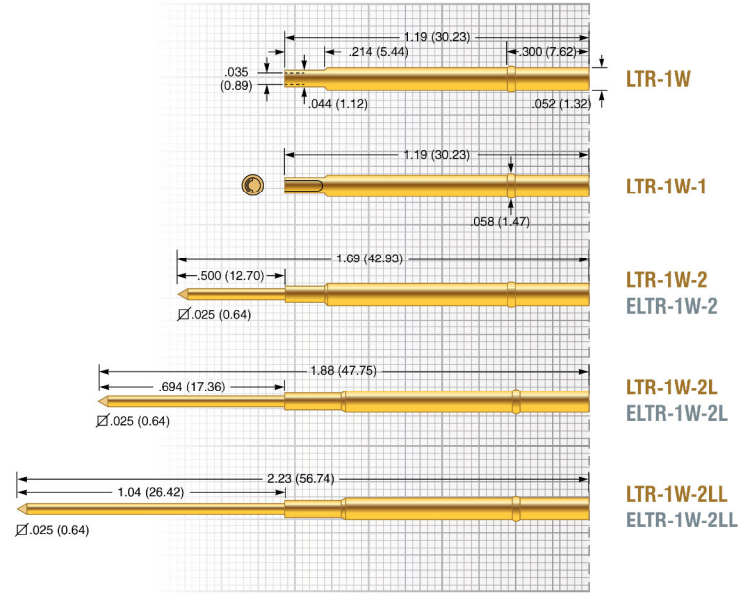 1.19 (30.23)
.214 (5.44)
.300 (7.62)
.035
(0.89)
.044 (1.12)
.052 (1.32)
LTR-1W
1.19 (30.23)
.058 (1.47)
LTR-1W-1
1.69 (42.93)
.500 (12.70)
.025 (0.64)
LTR-1W-2
ELTR-1W-2
1.88 (47.75)
.694 (17.36)
.025 (0.64)
LTR-1W-2L
ELTR-1W-2L
2.23 (56.74)
1.04 (26.42)
.025 (0.64)
LTR-1W-2LL
ELTR-1W-2LL